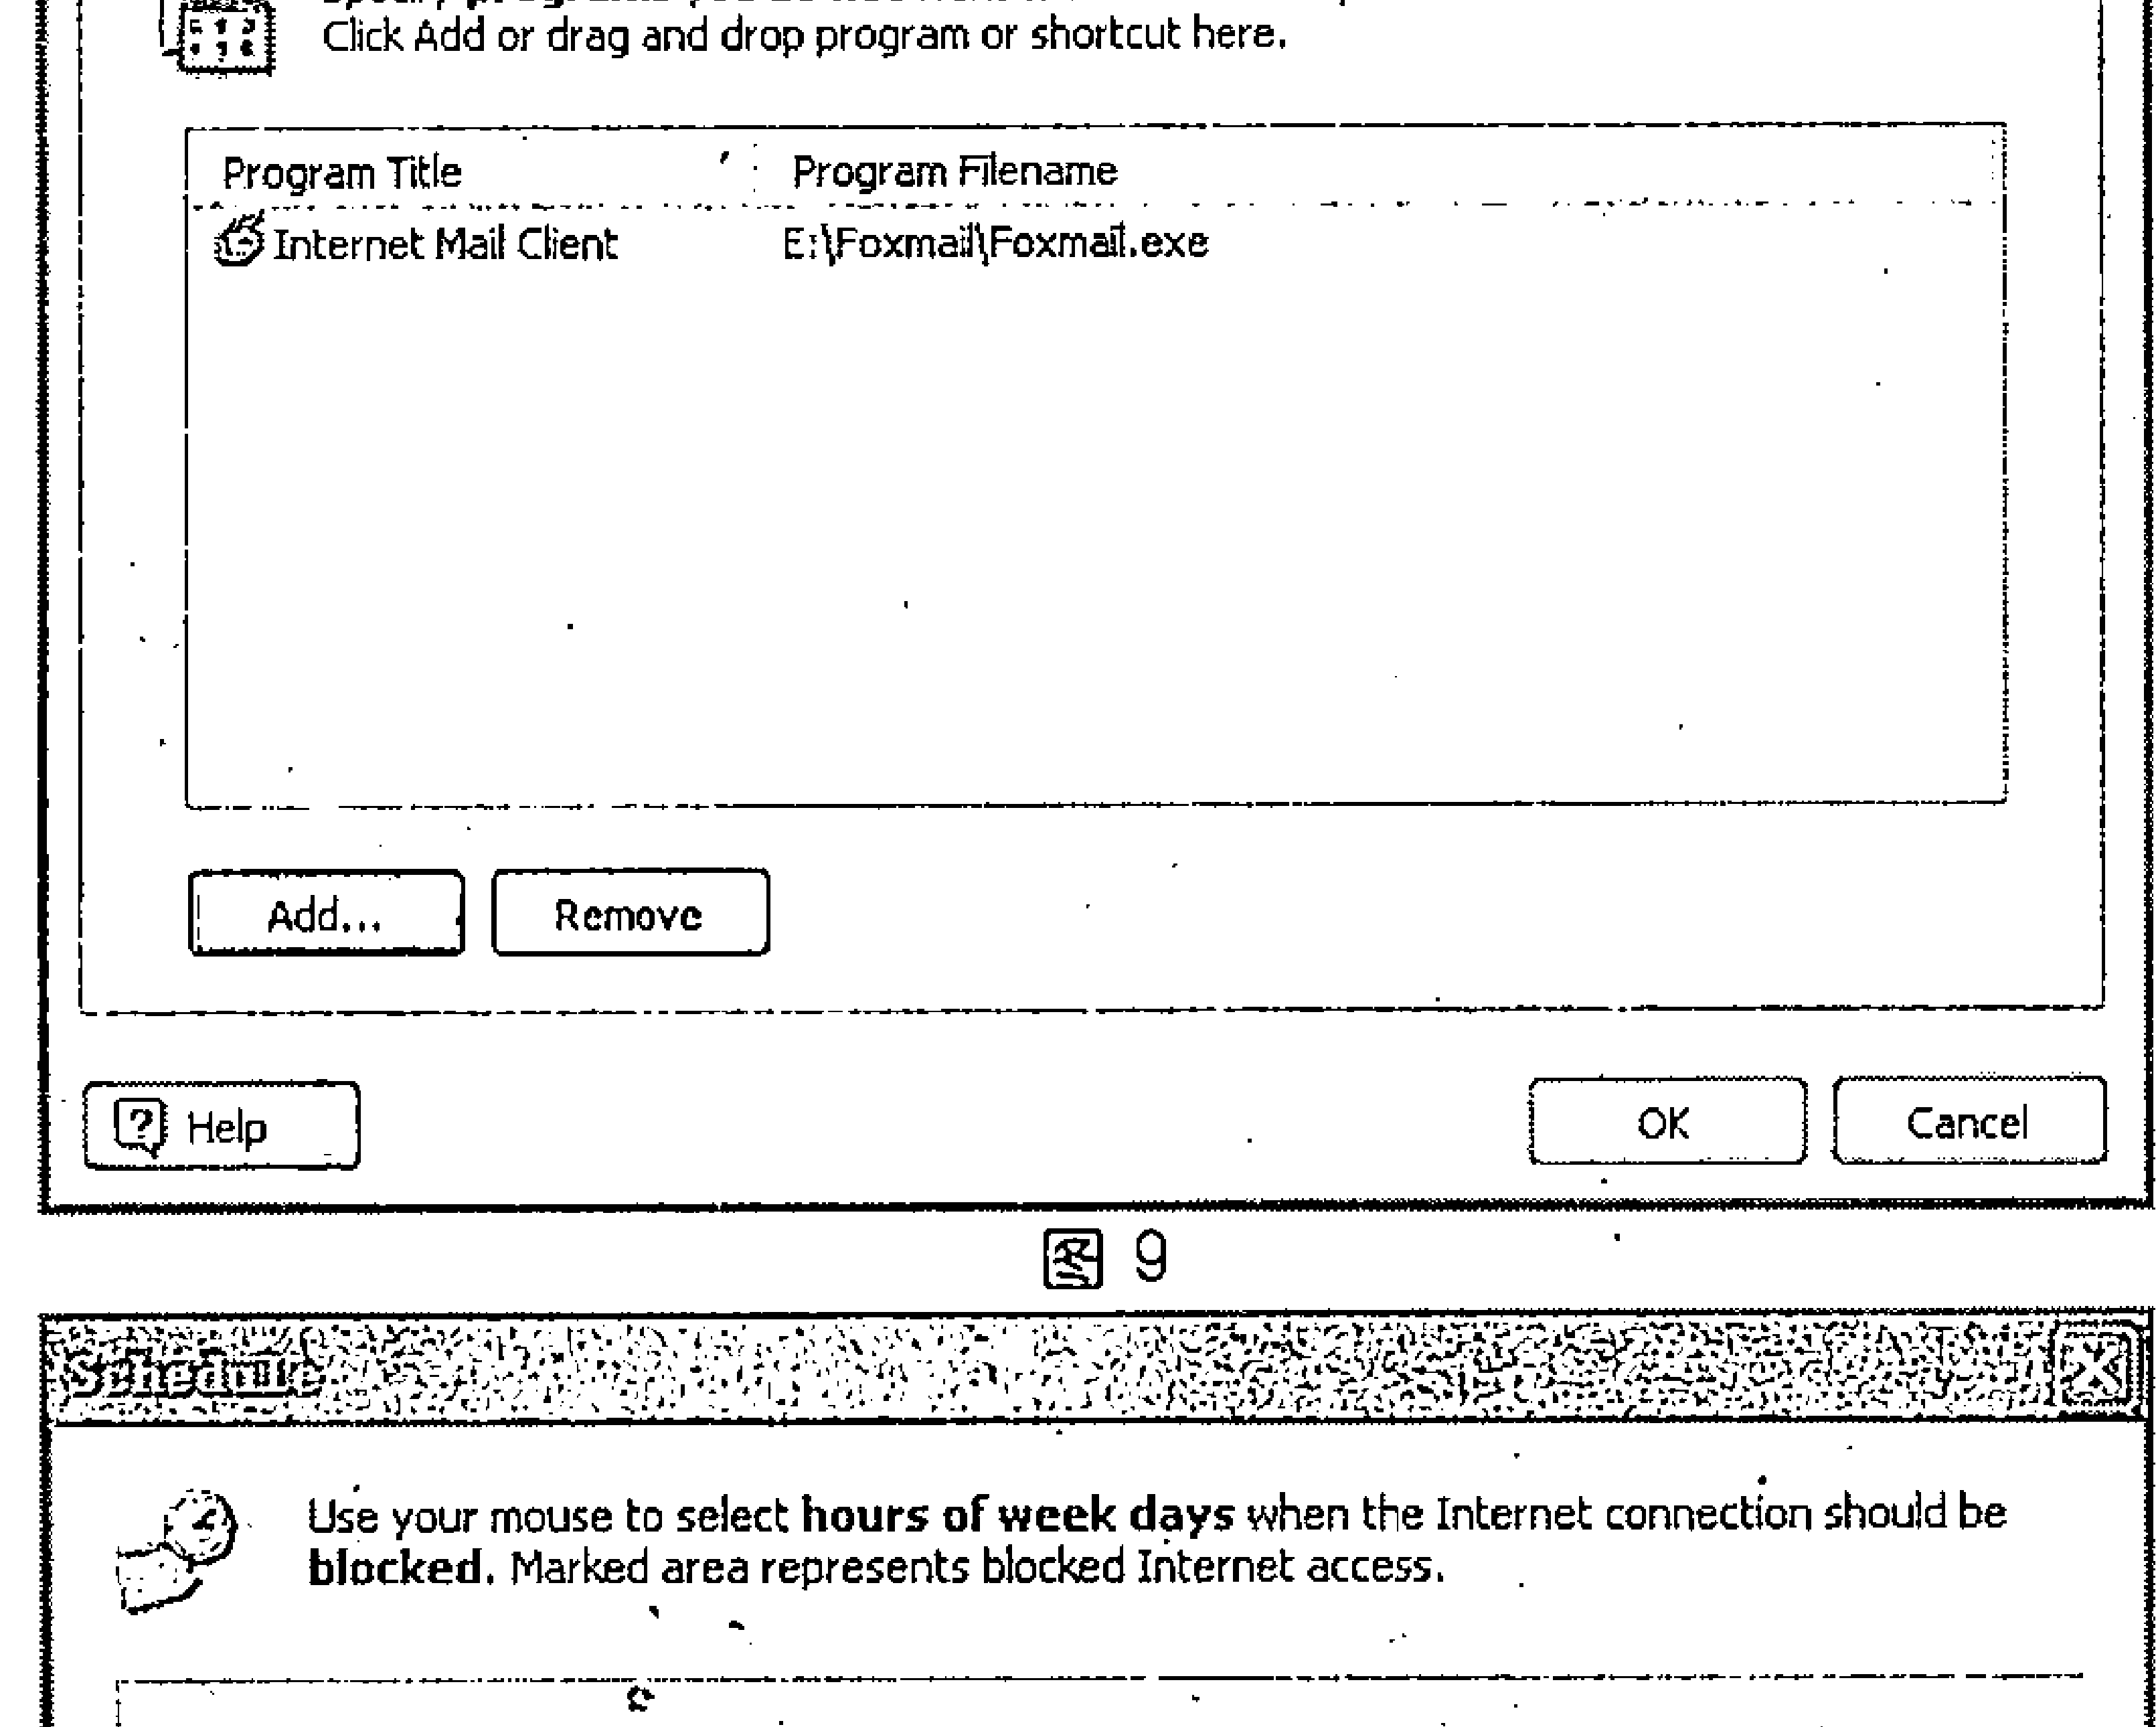 Click Add or drag and drop program or shortcut here.
Program Title Program Filename
Internet Mail Client E:\Foxmail\Foxmail.exe
Add... Remove
Help OK Cancel
图 9
Schedule
Use your mouse to select hours of week days when the Internet connection should be
blocked. Marked area represents blocked Internet access.